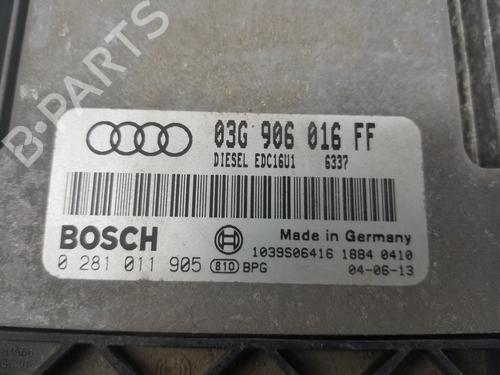 B-PARTS
03G 906 016 FF
DIESEL EDC16U1 G337
BOSCH
Made in Germany
0 281 011 905 810 BPG
1039S06416 1884 0410
04-06-13